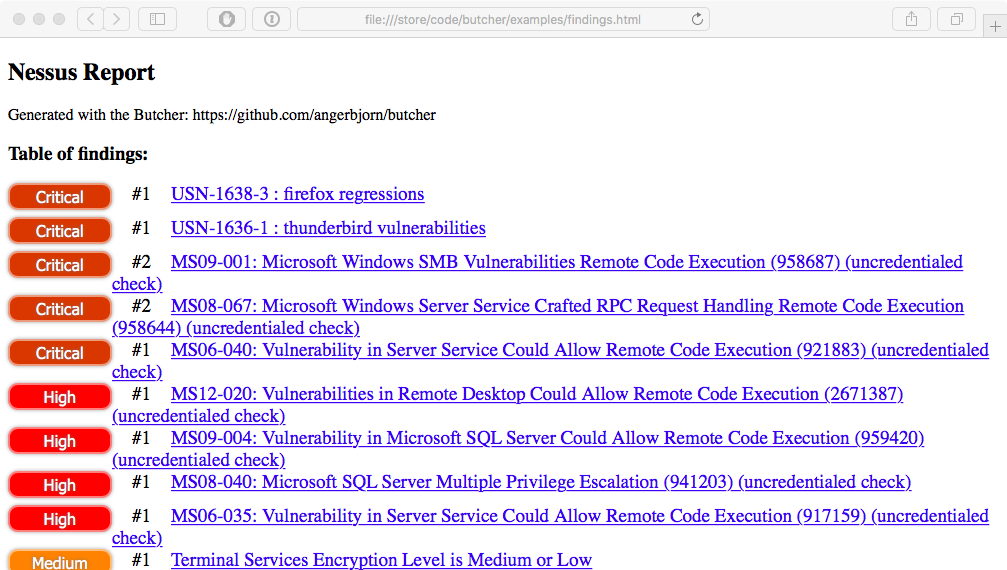 file:///store/code/butcher/examples/findings.html
Nessus Report
Generated with the Butcher: https://github.com/angerbjorn/butcher
Table of findings:
Critical #1 USN-1638-3 : firefox regressions
Critical #1 USN-1636-1 : thunderbird vulnerabilities
Critical #2 MS09-001: Microsoft Windows SMB Vulnerabilities Remote Code Execution (958687) (uncredentialed
check)
Critical #2 MS08-067: Microsoft Windows Server Service Crafted RPC Request Handling Remote Code Execution
(958644) (uncredentialed check)
Critical #1 MS06-040: Vulnerability in Server Service Could Allow Remote Code Execution (921883) (uncredentialed
check)
High #1 MS12-020: Vulnerabilities in Remote Desktop Could Allow Remote Code Execution (2671387)
(uncredentialed check)
High #1 MS09-004: Vulnerability in Microsoft SQL Server Could Allow Remote Code Execution (959420)
(uncredentialed check)
High #1 MS08-040: Microsoft SQL Server Multiple Privilege Escalation (941203) (uncredentialed check)
High #1 MS06-035: Vulnerability in Server Service Could Allow Remote Code Execution (917159) (uncredentialed
check)
Medium #1 Terminal Services Encryption Level is Medium or Low